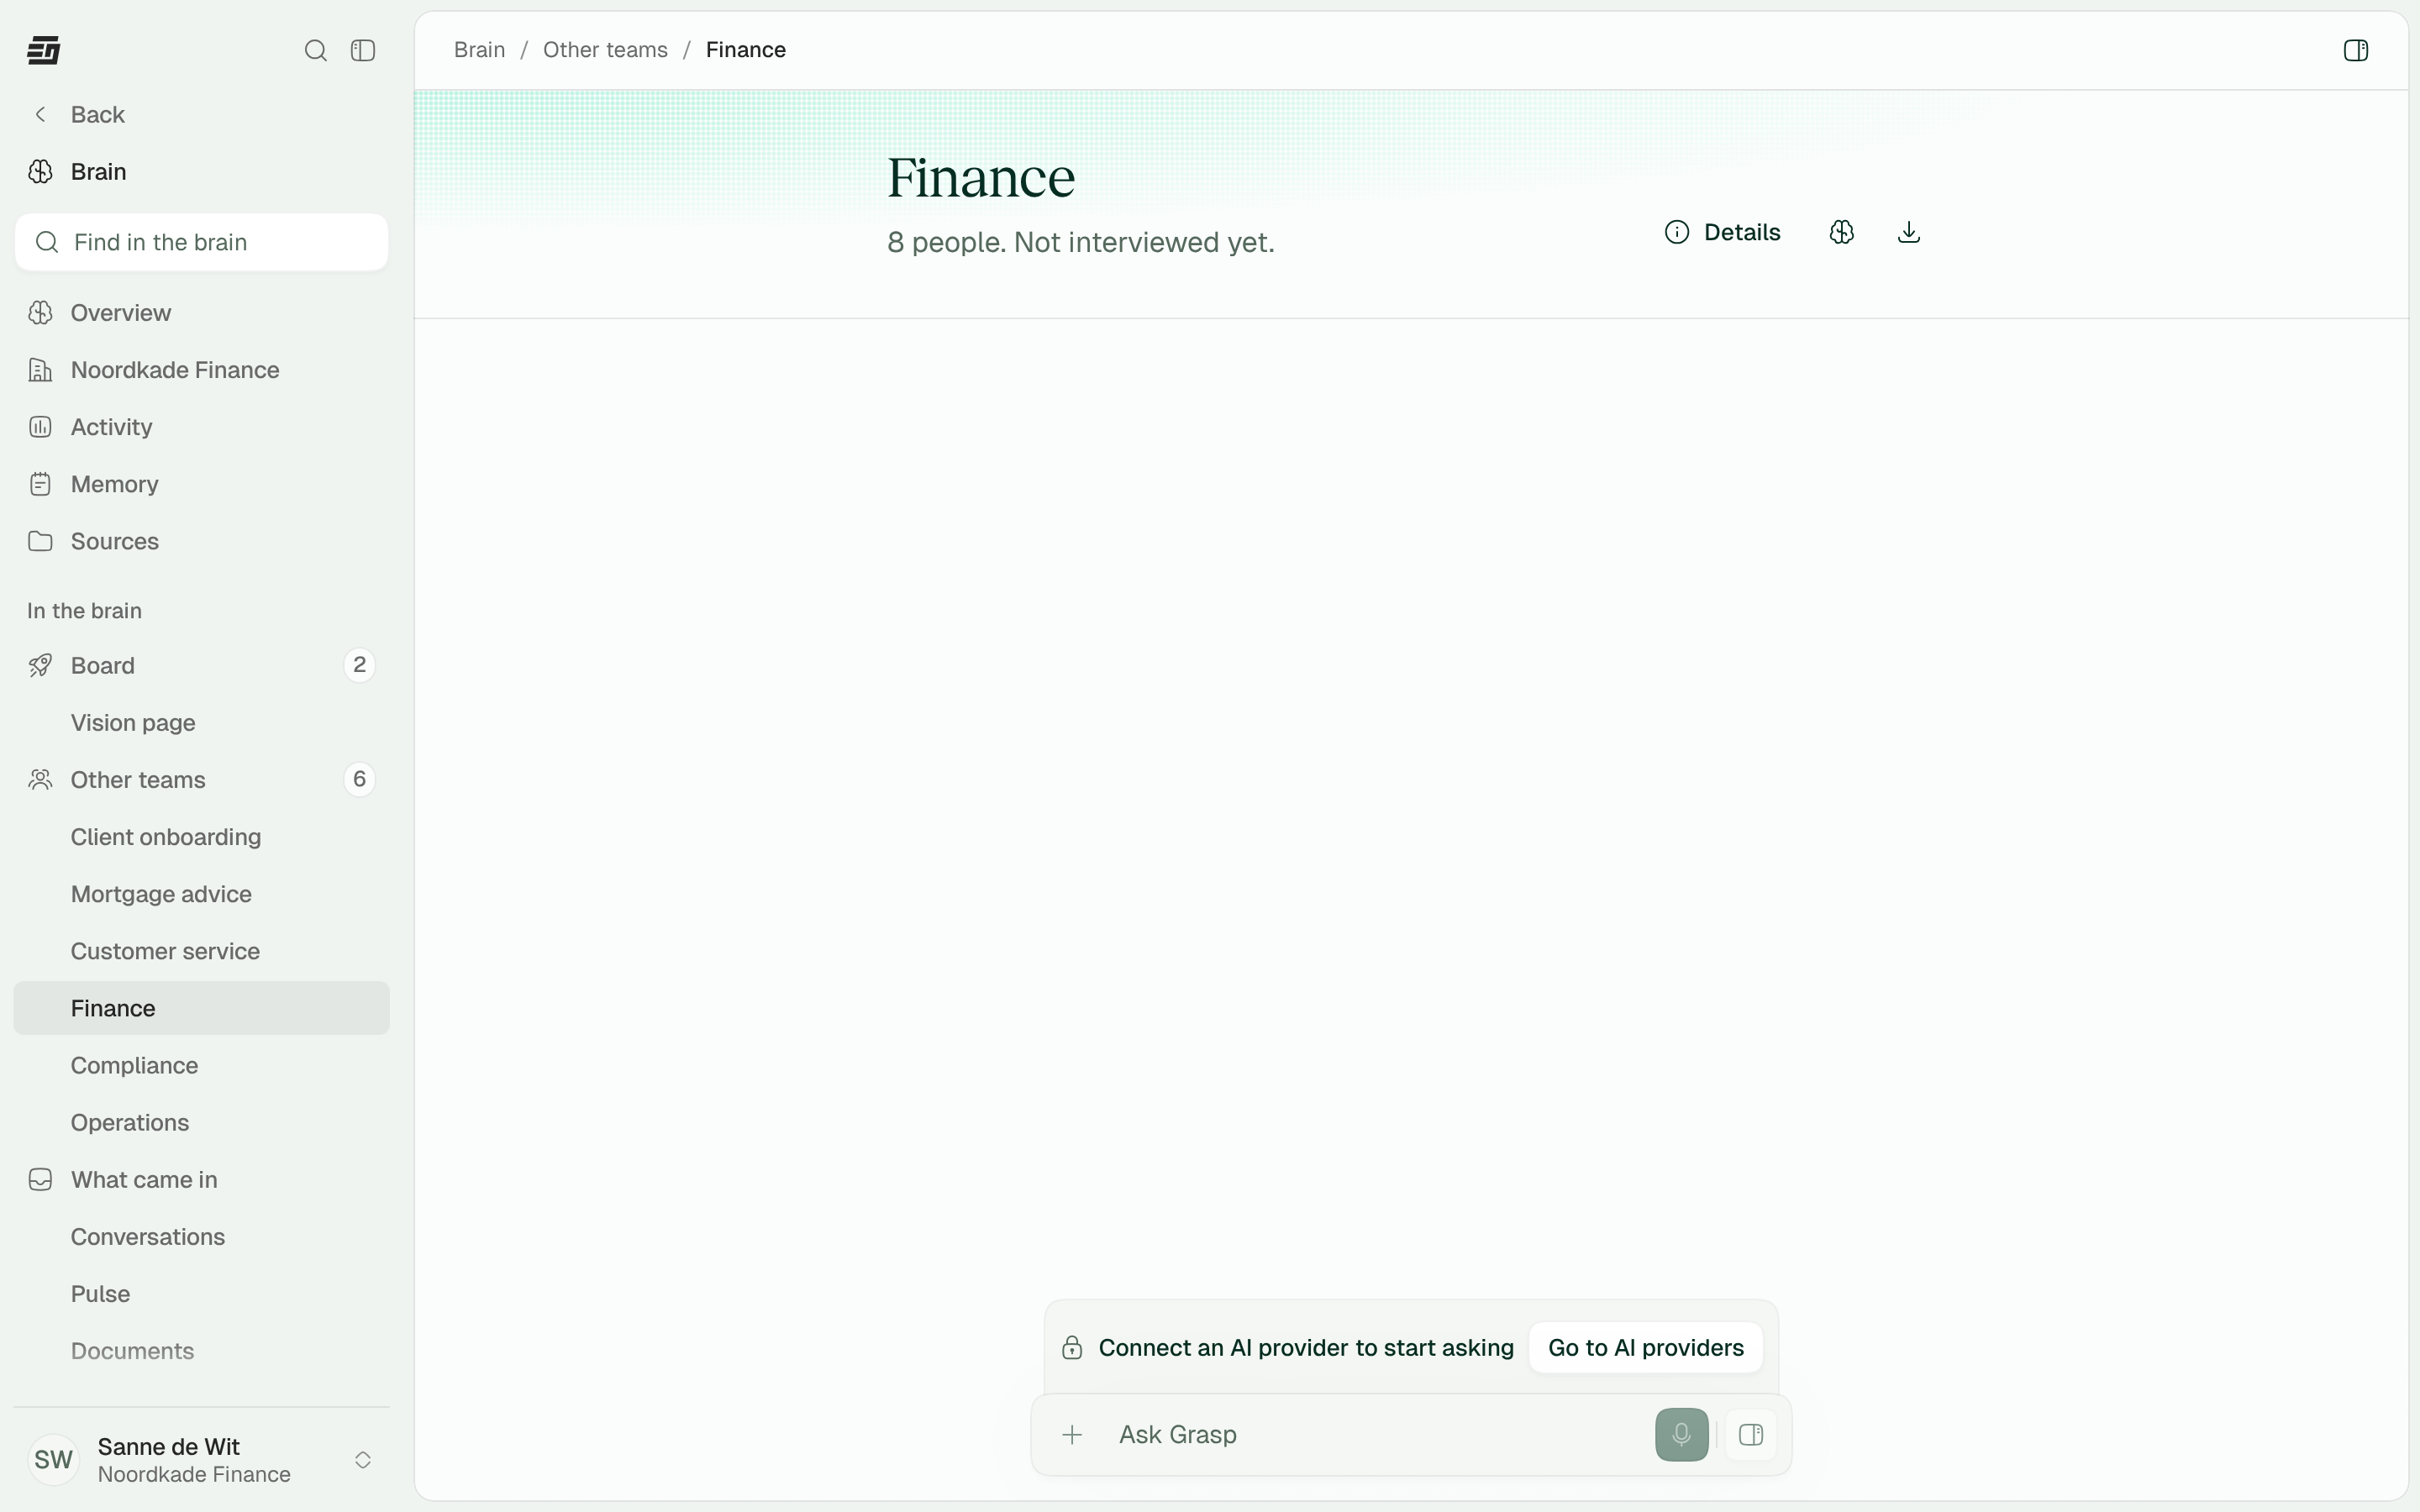 Back
Brain
Find in the brain
Overview
Noordkade Finance
Activity
Memory
Sources
In the brain
Board 2
Vision page
Other teams 6
Client onboarding
Mortgage advice
Customer service
Finance
Compliance
Operations
What came in
Conversations
Pulse
Documents
SW
Sanne de Wit
Noordkade Finance
Brain / Other teams / Finance
Finance
8 people. Not interviewed yet.
Details
Connect an AI provider to start asking Go to AI providers
Ask Grasp